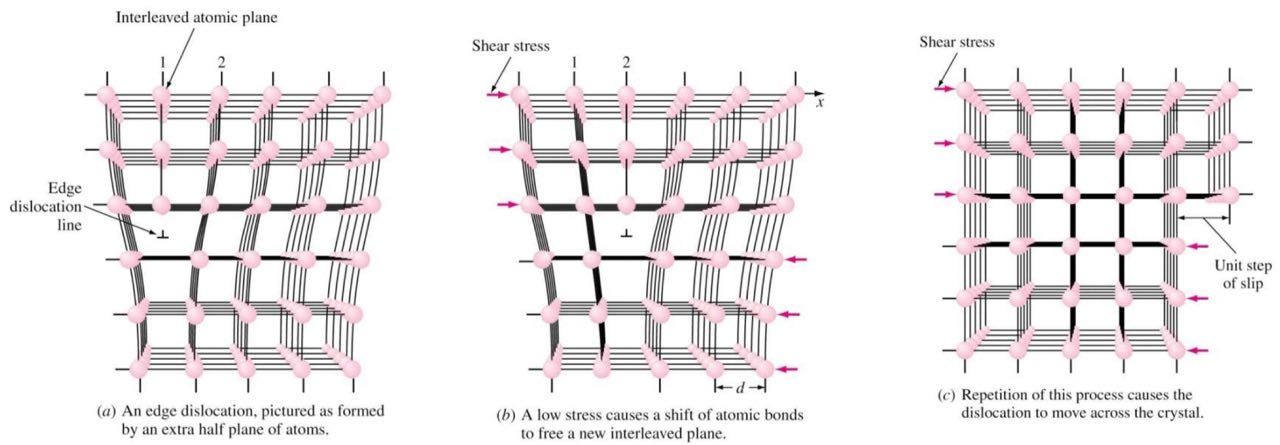 Interleaved atomic plane
1 2
Edge
dislocation
line
(a) An edge dislocation, pictured as formed
by an extra half plane of atoms.
Shear stress
1 2
x
d
(b) A low stress causes a shift of atomic bonds
to free a new interleaved plane.
Shear stress
Unit step
of slip
(c) Repetition of this process causes the
dislocation to move across the crystal.